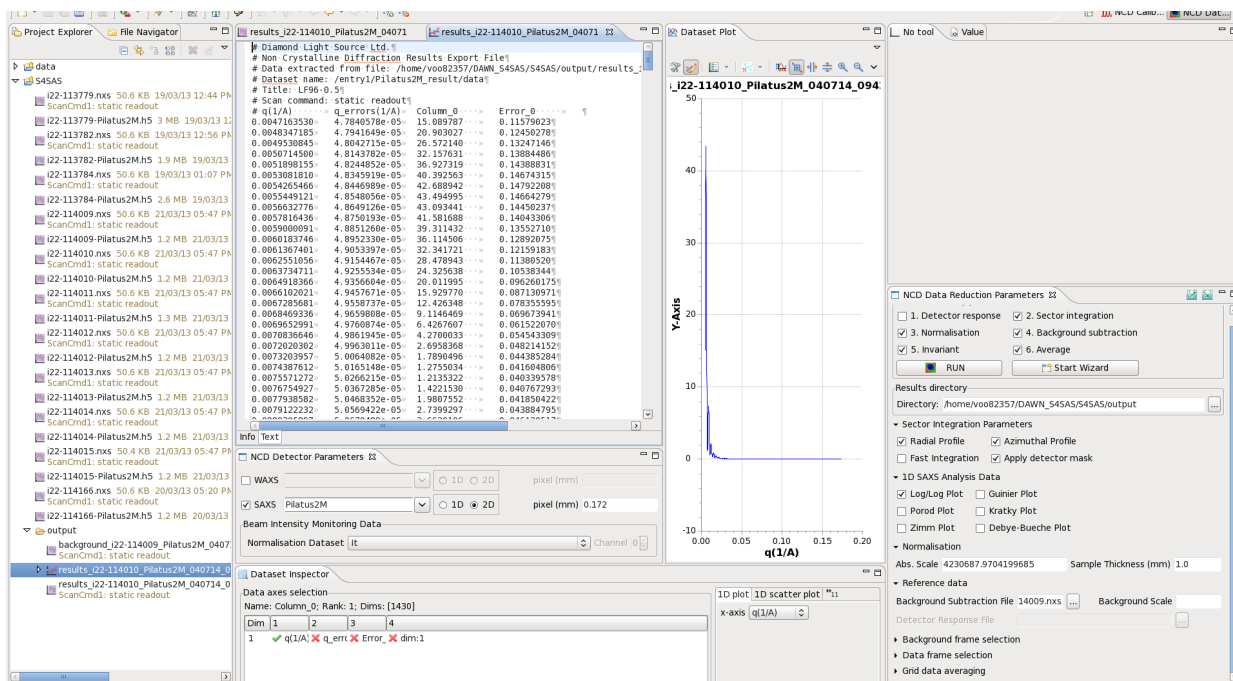 NCD Calib...
NCD Dat...
Project Explorer
File Navigator
data
S4SAS
i22-113779.nxs 50.6 KB 19/03/13 12:44 PM
ScanCmd1: static readout
i22-113779-Pilatus2M.h5 3 MB 19/03/13 12
i22-113782.nxs 50.6 KB 19/03/13 12:56 PM
ScanCmd1: static readout
i22-113782-Pilatus2M.h5 1.9 MB 19/03/13
i22-113784.nxs 50.6 KB 19/03/13 01:07 PM
ScanCmd1: static readout
i22-113784-Pilatus2M.h5 2.6 MB 19/03/13
i22-114009.nxs 50.6 KB 21/03/13 05:47 PM
ScanCmd1: static readout
i22-114009-Pilatus2M.h5 1.2 MB 21/03/13
i22-114010.nxs 50.6 KB 21/03/13 05:47 PM
ScanCmd1: static readout
i22-114010-Pilatus2M.h5 1.2 MB 21/03/13
i22-114011.nxs 50.6 KB 21/03/13 05:47 PM
ScanCmd1: static readout
i22-114011-Pilatus2M.h5 1.3 MB 21/03/13
i22-114012.nxs 50.6 KB 21/03/13 05:47 PM
ScanCmd1: static readout
i22-114012-Pilatus2M.h5 1.2 MB 21/03/13
i22-114013.nxs 50.6 KB 21/03/13 05:47 PM
ScanCmd1: static readout
i22-114013-Pilatus2M.h5 1.2 MB 21/03/13
i22-114014.nxs 50.6 KB 21/03/13 05:47 PM
ScanCmd1: static readout
i22-114014-Pilatus2M.h5 1.2 MB 21/03/13
i22-114015.nxs 50.4 KB 21/03/13 05:47 PM
ScanCmd1: static readout
i22-114015-Pilatus2M.h5 1.2 MB 21/03/13
i22-114166.nxs 50.6 KB 20/03/13 05:20 PM
ScanCmd1: static readout
i22-114166-Pilatus2M.h5 1.2 MB 20/03/13
output
background_i22-114009_Pilatus2M_0407
ScanCmd1: static readout
results_i22-114010_Pilatus2M_040714_0
results_i22-114010_Pilatus2M_040714_0
ScanCmd1: static readout
results_i22-114010_Pilatus2M_04071
results_i22-114010_Pilatus2M_04071
# Diamond Light Source Ltd.
# Non Crystalline Diffraction Results Export File
# Data extracted from file: /home/voo82357/DAWN_S4SAS/S4SAS/output/results_
# Dataset name: /entry1/Pilatus2M_result/data
# Title: LF96-0.5
# Scan command: static readout
# q(1/A) q_errors(1/A) Column_0 Error_0
0.0047163530 4.7840578e-05 15.089787 0.11579023
0.0048347185 4.7941649e-05 20.903027 0.12450278
0.0049530845 4.8042715e-05 26.572140 0.13247146
0.0050714500 4.8143782e-05 32.157631 0.13884486
0.0051898155 4.8244852e-05 36.927319 0.14388831
0.0053081810 4.8345919e-05 40.392563 0.14674315
0.0054265466 4.8446989e-05 42.688942 0.14792208
0.0055449121 4.8548056e-05 43.494995 0.14664279
0.0056632776 4.8649126e-05 43.093441 0.14450237
0.0057816436 4.8750193e-05 41.581688 0.14043306
0.0059000091 4.8851260e-05 39.311432 0.13552710
0.0060183746 4.8952330e-05 36.114506 0.12892075
0.0061367401 4.9053397e-05 32.341721 0.12159183
0.0062551056 4.9154467e-05 28.478943 0.11380520
0.0063734711 4.9255534e-05 24.325638 0.10538344
0.0064918366 4.9356604e-05 20.011995 0.096260175
0.0066102021 4.9457671e-05 15.929770 0.087130971
0.0067285681 4.9558737e-05 12.426348 0.078355595
0.0068469336 4.9659808e-05 9.1146469 0.069673941
0.0069652991 4.9760874e-05 6.4267607 0.061522070
0.0070836646 4.9861945e-05 4.2700033 0.054543309
0.0072020302 4.9963011e-05 2.6958368 0.048214152
0.0073203957 5.0064082e-05 1.7890496 0.044385284
0.0074387612 5.0165148e-05 1.2755034 0.041604806
0.0075571272 5.0266215e-05 1.2135322 0.040339578
0.0076754927 5.0367285e-05 1.4221530 0.040767293
0.0077938582 5.0468352e-05 1.9807552 0.041850422
0.0079122232 5.0569422e-05 2.7399297 0.043884795
Info Text
NCD Detector Parameters
WAXS 1D 2D pixel (mm)
SAXS Pilatus2M 1D 2D pixel (mm) 0.172
Beam Intensity Monitoring Data
Normalisation Dataset It Channel 0
Dataset Inspector
Data axes selection
Name: Column_0; Rank: 1; Dims: [1430]
Dim 1 2 3 4
1 q(1/A) q_erro Error_ dim:1
1D plot 1D scatter plot »11
x-axis q(1/A)
Dataset Plot
_i22-114010_Pilatus2M_040714_094
50
40
30
20
10
0
-10
Y-Axis
0.00 0.05 0.10 0.15 0.20
q(1/A)
No tool
Value
NCD Data Reduction Parameters
1. Detector response 2. Sector integration
3. Normalisation 4. Background subtraction
5. Invariant 6. Average
RUN Start Wizard
Results directory
Directory: /home/voo82357/DAWN_S4SAS/S4SAS/output ...
Sector Integration Parameters
Radial Profile Azimuthal Profile
Fast Integration Apply detector mask
1D SAXS Analysis Data
Log/Log Plot Guinier Plot
Porod Plot Kratky Plot
Zimm Plot Debye-Bueche Plot
Normalisation
Abs. Scale 4230687.9704199685 Sample Thickness (mm) 1.0
Reference data
Background Subtraction File 14009.nxs ... Background Scale
Detector Response File ...
Background frame selection
Data frame selection
Grid data averaging